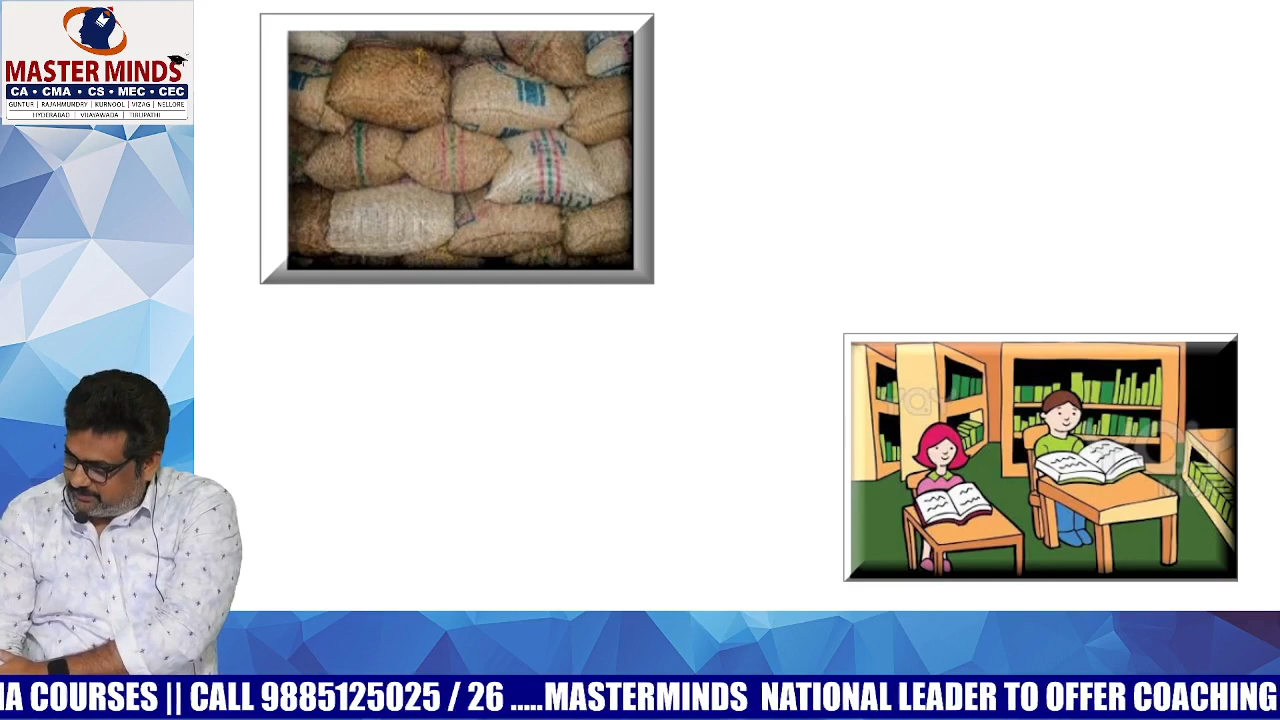 MASTER MINDS
CA • CMA • CS • MEC • CEC
GUNTUR | RAJAHMUNDRY | KURNOOL | VIZAG | NELLORE
HYDERABAD | VIJAYAWADA | TIRUPATHI
IA COURSES || CALL 9885125025 / 26 .....MASTERMINDS NATIONAL LEADER TO OFFER COACHING